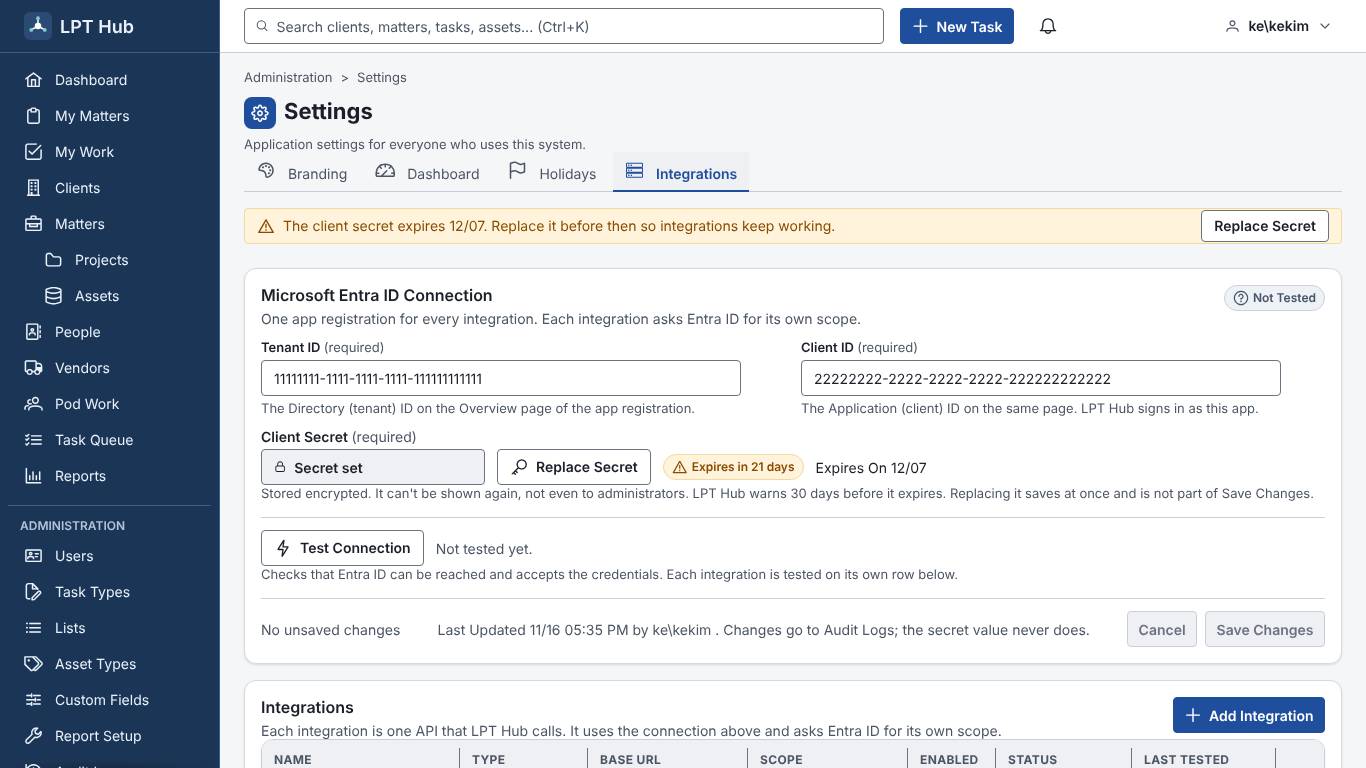 LPT Hub
Search clients, matters, tasks, assets... (Ctrl+K)
New Task
ke\kekim
Dashboard
My Matters
My Work
Clients
Matters
Projects
Assets
People
Vendors
Pod Work
Task Queue
Reports
ADMINISTRATION
Users
Task Types
Lists
Asset Types
Custom Fields
Report Setup
Administration > Settings
Settings
Application settings for everyone who uses this system.
Branding Dashboard Holidays Integrations
The client secret expires 12/07. Replace it before then so integrations keep working. Replace Secret
Microsoft Entra ID Connection Not Tested
One app registration for every integration. Each integration asks Entra ID for its own scope.
Tenant ID (required) Client ID (required)
11111111-1111-1111-1111-111111111111 22222222-2222-2222-2222-222222222222
The Directory (tenant) ID on the Overview page of the app registration. The Application (client) ID on the same page. LPT Hub signs in as this app.
Client Secret (required)
Secret set Replace Secret Expires in 21 days Expires On 12/07
Stored encrypted. It can't be shown again, not even to administrators. LPT Hub warns 30 days before it expires. Replacing it saves at once and is not part of Save Changes.
Test Connection Not tested yet.
Checks that Entra ID can be reached and accepts the credentials. Each integration is tested on its own row below.
No unsaved changes Last Updated 11/16 05:35 PM by ke\kekim . Changes go to Audit Logs; the secret value never does. Cancel Save Changes
Integrations
Each integration is one API that LPT Hub calls. It uses the connection above and asks Entra ID for its own scope. Add Integration
NAME TYPE BASE URL SCOPE ENABLED STATUS LAST TESTED